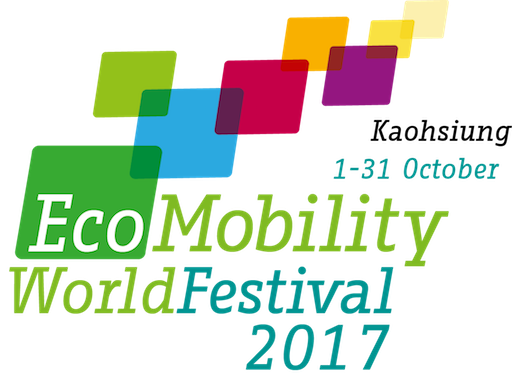 Kaohsiung
1-31 October
EcoMobility
WorldFestival
2017